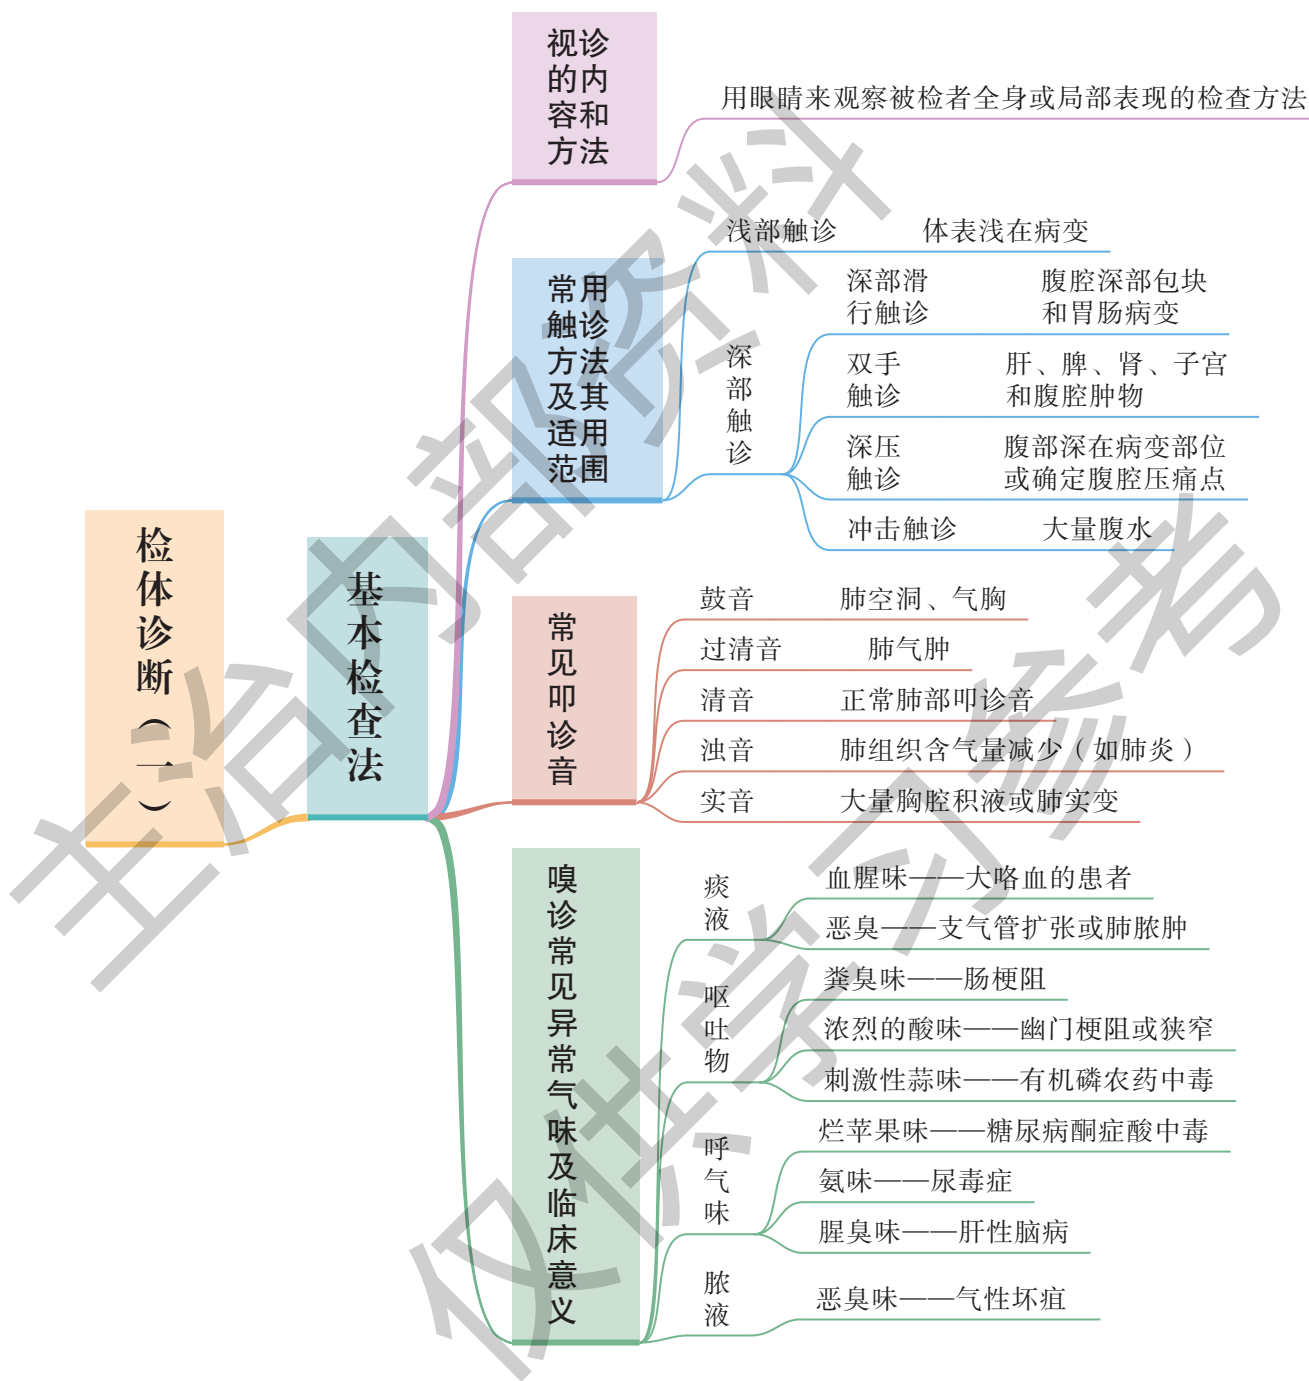 检体诊断（一）
基本检查法
视诊
的内
容和
方法
用眼睛来观察被检者全身或局部表现的检查方法
常用
触诊
方法
及其
适用
范围
浅部触诊 体表浅在病变
深部触诊
深部滑 腹腔深部包块
行触诊 和胃肠病变
双手 肝、脾、肾、子宫
触诊 和腹腔肿物
深压 腹部深在病变部位
触诊 或确定腹腔压痛点
冲击触诊 大量腹水
常见叩诊音
鼓音 肺空洞、气胸
过清音 肺气肿
清音 正常肺部叩诊音
浊音 肺组织含气量减少（如肺炎）
实音 大量胸腔积液或肺实变
嗅诊常见异常气味及临床意义
痰液
血腥味——大咯血的患者
恶臭——支气管扩张或肺脓肿
呕吐物
粪臭味——肠梗阻
浓烈的酸味——幽门梗阻或狭窄
刺激性蒜味——有机磷农药中毒
呼气味
烂苹果味——糖尿病酮症酸中毒
氨味——尿毒症
腥臭味——肝性脑病
脓液
恶臭味——气性坏疽
主治内部资料
仅供学习参考